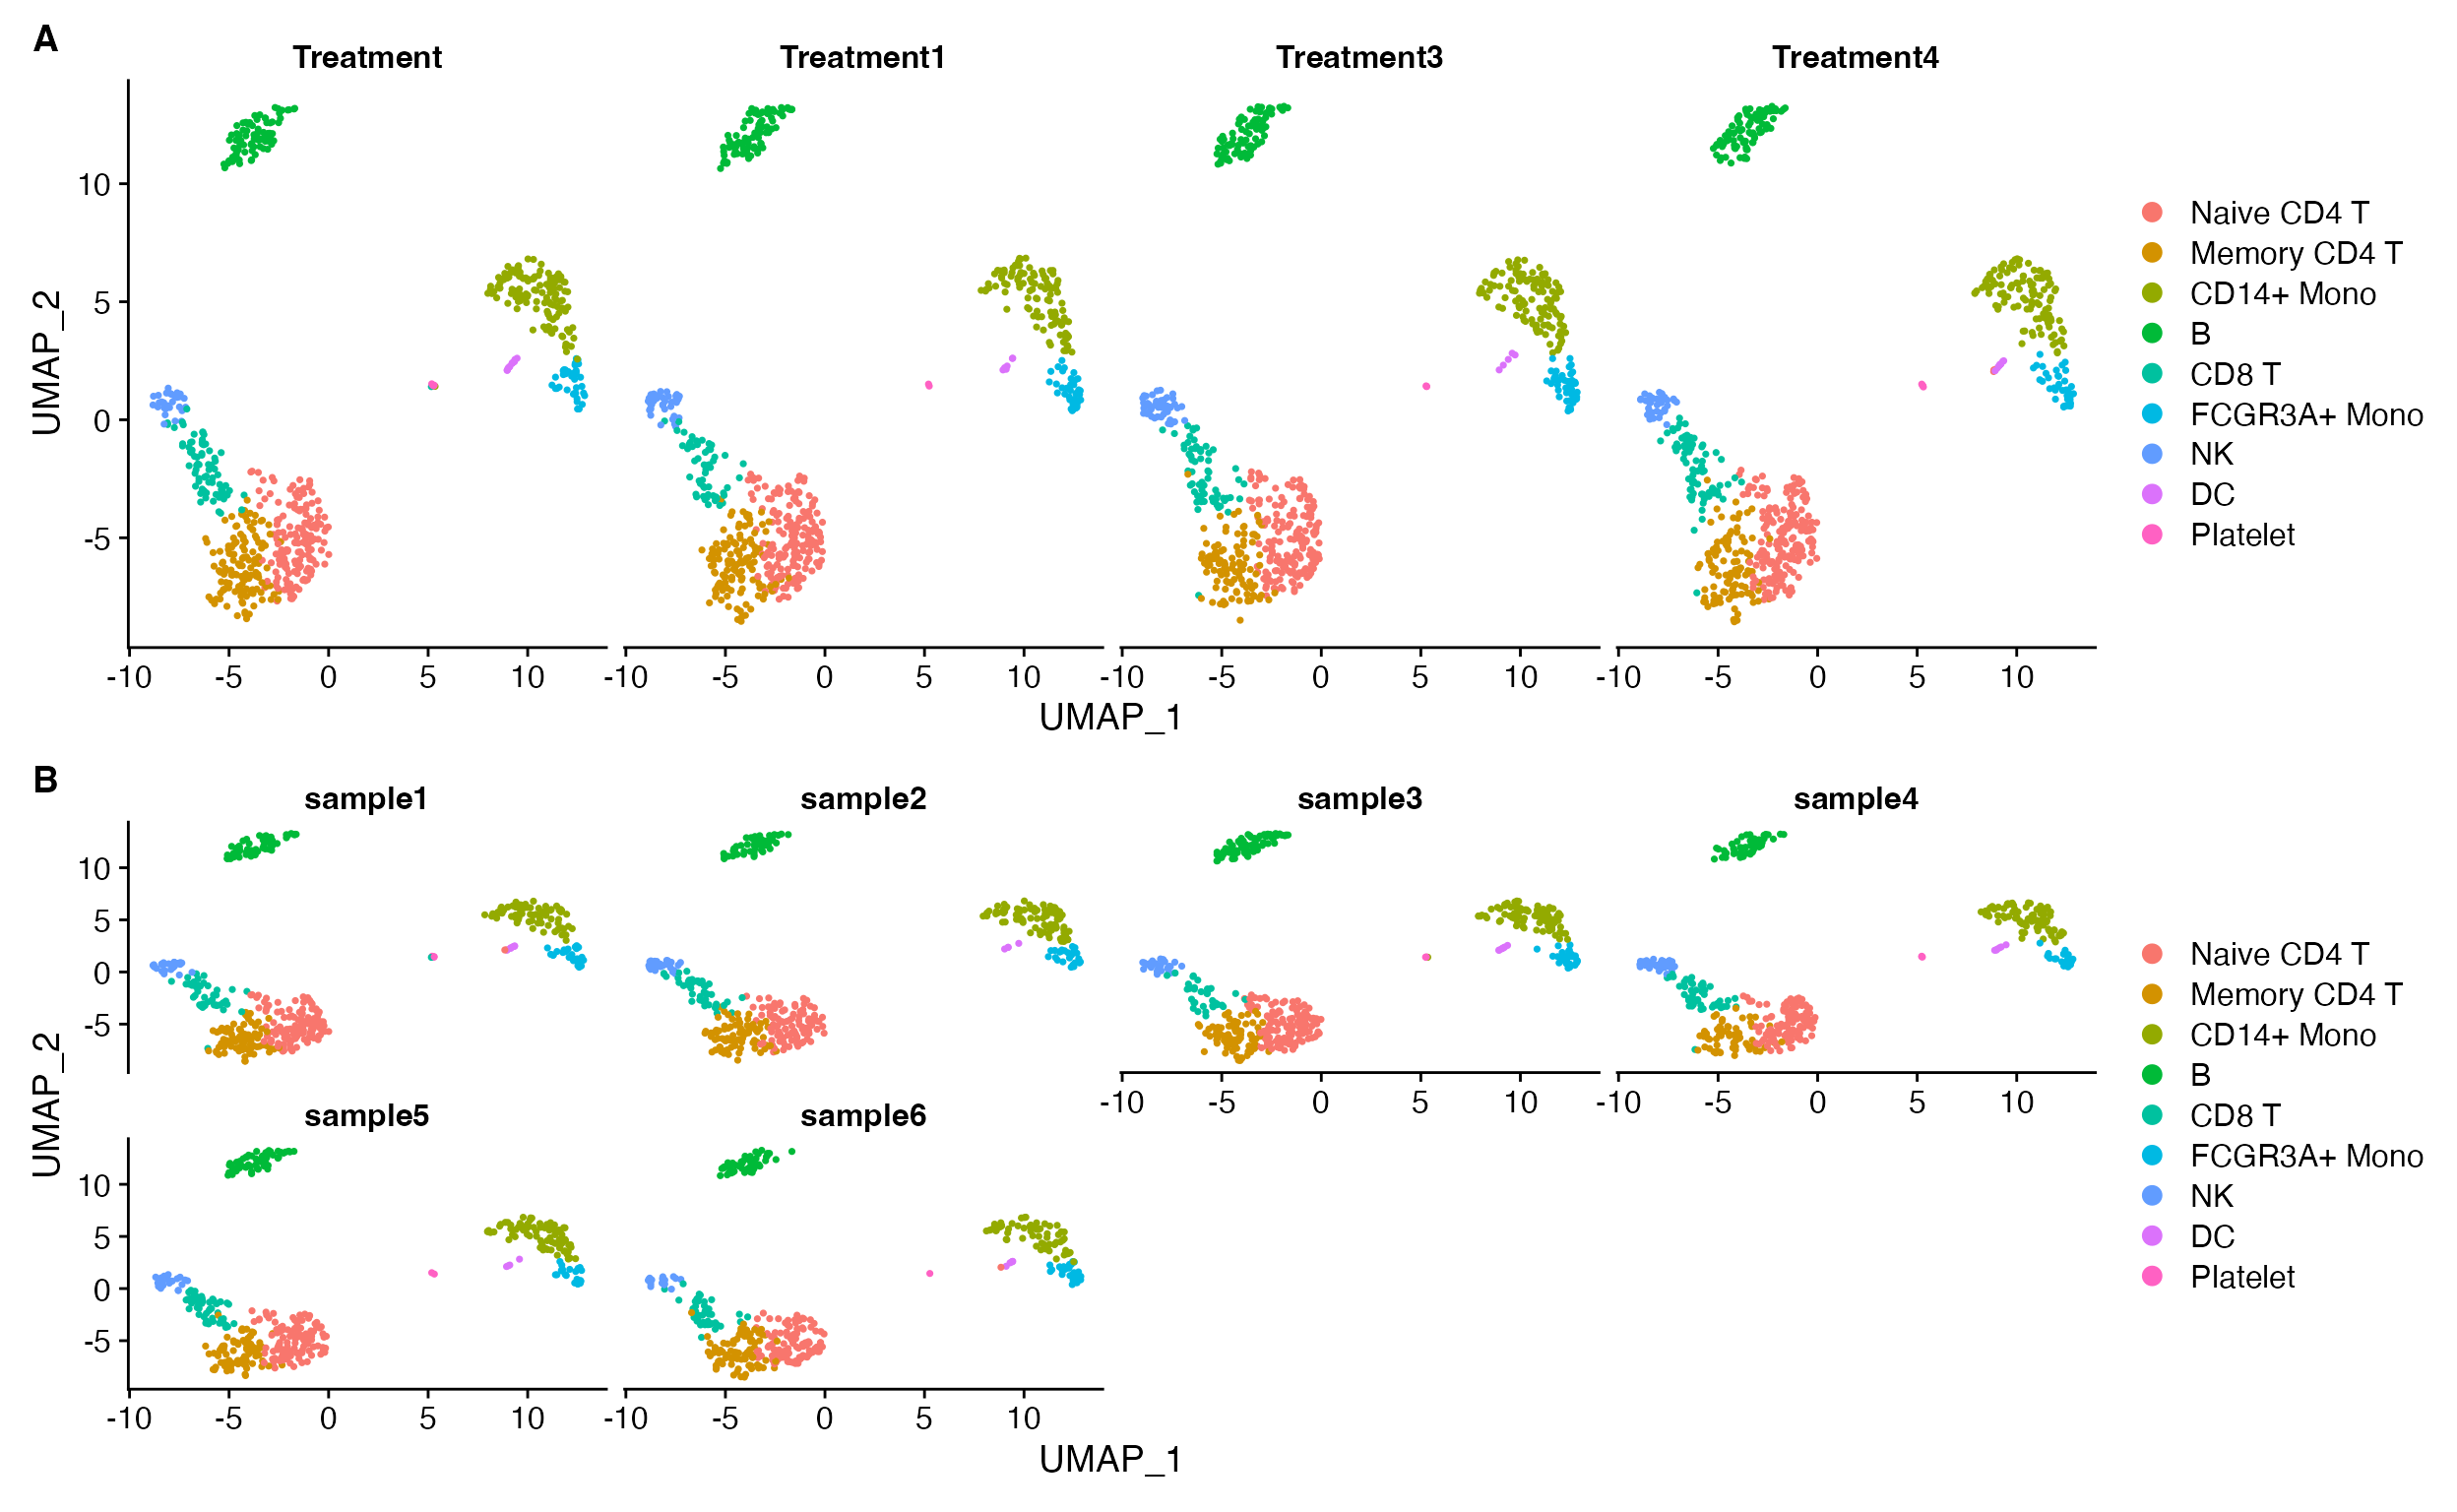 A
Treatment Treatment1 Treatment3 Treatment4
10
5
0
-5
UMAP_2
-10 -5 0 5 10 -10 -5 0 5 10 -10 -5 0 5 10 -10 -5 0 5 10
UMAP_1
Naive CD4 T
Memory CD4 T
CD14+ Mono
B
CD8 T
FCGR3A+ Mono
NK
DC
Platelet
B
sample1 sample2 sample3 sample4
10
5
0
-5
-10 -5 0 5 10 -10 -5 0 5 10
UMAP_2
sample5 sample6
10
5
0
-5
-10 -5 0 5 10 -10 -5 0 5 10
UMAP_1
Naive CD4 T
Memory CD4 T
CD14+ Mono
B
CD8 T
FCGR3A+ Mono
NK
DC
Platelet